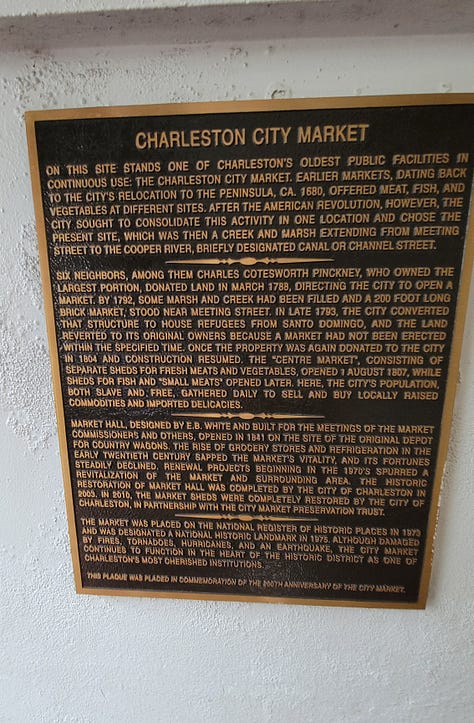 CHARLESTON CITY MARKET
ON THIS SITE STANDS ONE OF CHARLESTON'S OLDEST PUBLIC FACILITIES IN
CONTINUOUS USE: THE CHARLESTON CITY MARKET. EARLIER MARKETS, DATING BACK
TO THE CITY'S RELOCATION TO THE PENINSULA, CA. 1680, OFFERED MEAT, FISH, AND
VEGETABLES AT DIFFERENT SITES. AFTER THE AMERICAN REVOLUTION, HOWEVER, THE
CITY SOUGHT TO CONSOLIDATE THIS ACTIVITY IN ONE LOCATION AND CHOSE THE
PRESENT SITE, WHICH WAS THEN A CREEK AND MARSH EXTENDING FROM MEETING
STREET TO THE COOPER RIVER, BRIEFLY DESIGNATED CANAL OR CHANNEL STREET.
SIX NEIGHBORS, AMONG THEM CHARLES COTESWORTH PINCKNEY, WHO OWNED THE
LARGEST PORTION, DONATED LAND IN MARCH 1788, DIRECTING THE CITY TO OPEN A
MARKET. BY 1792, SOME MARSH AND CREEK HAD BEEN FILLED AND A 200 FOOT LONG
BRICK MARKET, STOOD NEAR MEETING STREET. IN LATE 1793, THE CITY CONVERTED
THAT STRUCTURE TO HOUSE REFUGEES FROM SANTO DOMINGO, AND THE LAND
REVERTED TO ITS ORIGINAL OWNERS BECAUSE A MARKET HAD NOT BEEN ERECTED
WITHIN THE SPECIFIED TIME. ONCE THE PROPERTY WAS AGAIN DONATED TO THE CITY
IN 1804 AND CONSTRUCTION RESUMED. THE "CENTRE MARKET", CONSISTING OF
SEPARATE SHEDS FOR FRESH MEATS AND VEGETABLES, OPENED 1 AUGUST 1807, WHILE
SHEDS FOR FISH AND "SMALL MEATS" OPENED LATER. HERE, THE CITY'S POPULATION,
BOTH SLAVE AND FREE, GATHERED DAILY TO SELL AND BUY LOCALLY RAISED
COMMODITIES AND IMPORTED DELICACIES.
MARKET HALL, DESIGNED BY E.B. WHITE AND BUILT FOR THE MEETINGS OF THE MARKET
COMMISSIONERS AND OTHERS, OPENED IN 1841 ON THE SITE OF THE ORIGINAL DEPOT
FOR COUNTRY WAGONS. THE RISE OF GROCERY STORES AND REFRIGERATION IN THE
EARLY TWENTIETH CENTURY SAPPED THE MARKET'S VITALITY, AND ITS FORTUNES
STEADILY DECLINED. RENEWAL PROJECTS BEGINNING IN THE 1970'S SPURRED A
REVITALIZATION OF THE MARKET AND SURROUNDING AREA. THE HISTORIC
RESTORATION OF MARKET HALL WAS COMPLETED BY THE CITY OF CHARLESTON IN
2003. IN 2010, THE MARKET SHEDS WERE COMPLETELY RESTORED BY THE CITY OF
CHARLESTON, IN PARTNERSHIP WITH THE CITY MARKET PRESERVATION TRUST.
THE MARKET WAS PLACED ON THE NATIONAL REGISTER OF HISTORIC PLACES IN 1973
AND WAS DESIGNATED A NATIONAL HISTORIC LANDMARK IN 1975. ALTHOUGH DAMAGED
BY FIRES, TORNADOES, HURRICANES, AND AN EARTHQUAKE, THE CITY MARKET
CONTINUES TO FUNCTION IN THE HEART OF THE HISTORIC DISTRICT AS ONE OF
CHARLESTON'S MOST CHERISHED INSTITUTIONS.
THIS PLAQUE WAS PLACED IN COMMEMORATION OF THE 200TH ANNIVERSARY OF THE CITY MARKET.